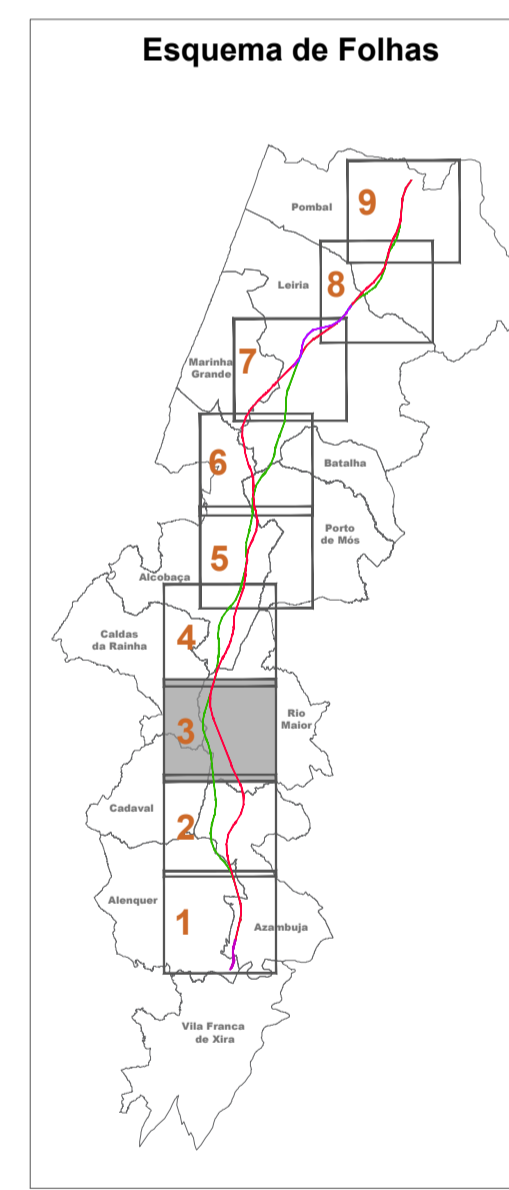 Esquema de Folhas
9
Pombal
8
Leiria
7
Marinha
Grande
6
Batalha
5
Porto
de Mós
Alcobaça
4
Caldas
da Rainha
3
Rio
Maior
2
Cadaval
1
Alenquer
Azambuja
Vila Franca
de Xira